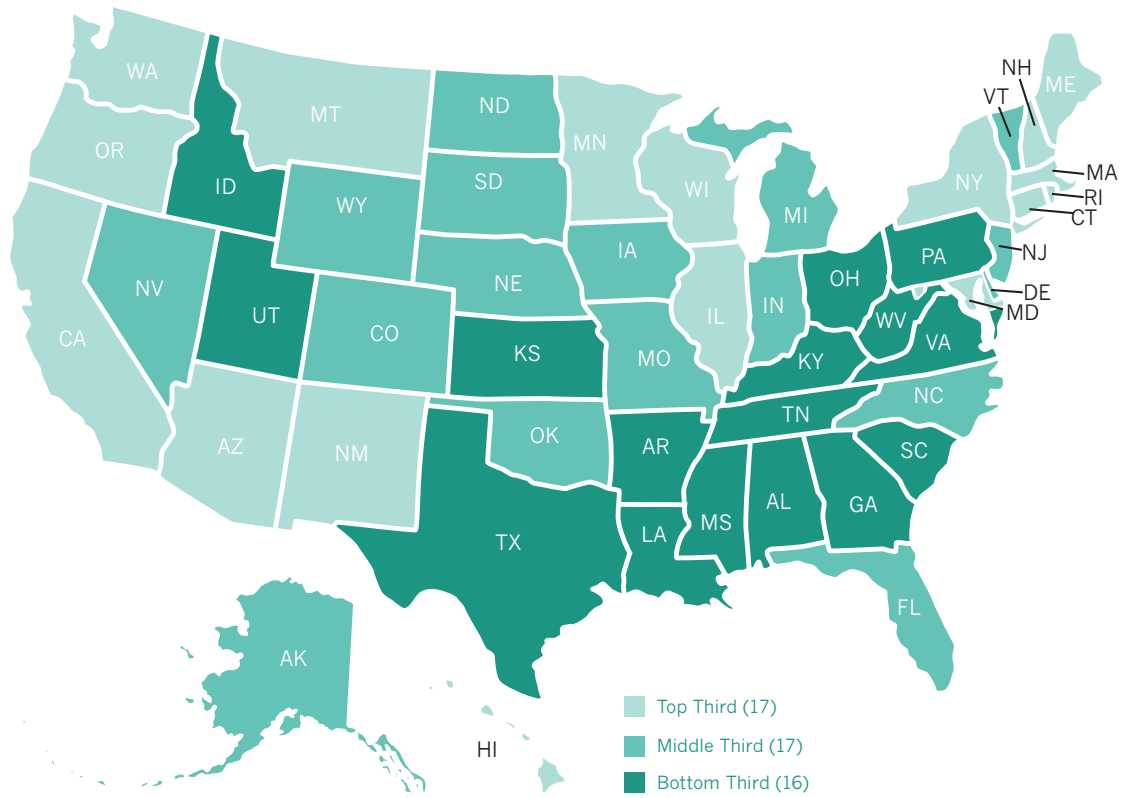 NH
ME
VT
WA
MT
ND
MN
OR
MA
SD
WI
NY
ID
RI
WY
MI
CT
IA
NJ
PA
NE
OH
NV
DE
IN
MD
UT
IL
WV
CO
VA
CA
KS
MO
KY
NC
TN
OK
AZ
AR
NM
SC
AL
GA
MS
LA
TX
FL
AK
HI
Top Third (17)
Middle Third (17)
Bottom Third (16)